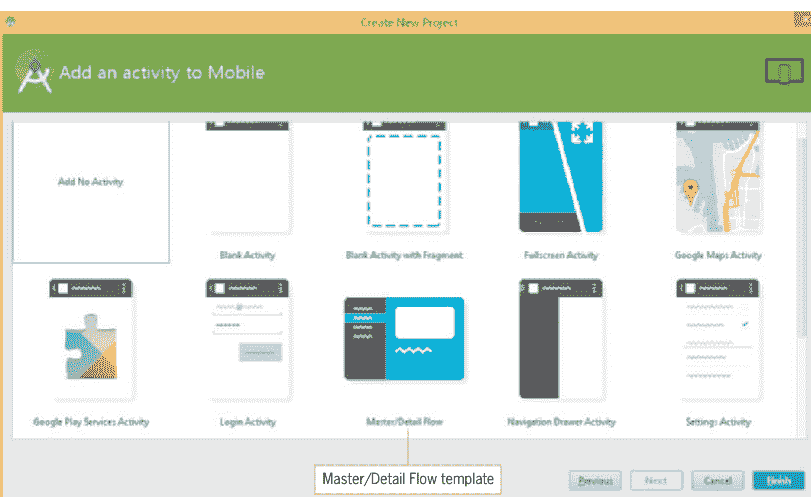 Create New Project
Add an activity to Mobile
Add No Activity
Blank Activity
Blank Activity with Fragment
Fullscreen Activity
Google Maps Activity
Google Play Services Activity
Login Activity
Master/Detail Flow
Navigation Drawer Activity
Settings Activity
Master/Detail Flow template
Previous
Next
Cancel
Finish